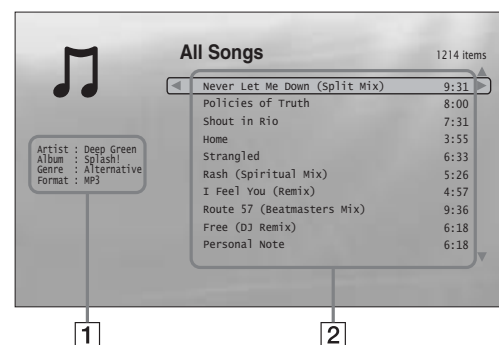 All Songs
1214 items
Never Let Me Down (Split Mix) 9:31
Policies of Truth 8:00
Shout in Rio 7:31
Home 3:55
Strangled 6:33
Rash (Spiritual Mix) 5:26
I Feel You (Remix) 4:57
Route 57 (Beatmasters Mix) 9:36
Free (DJ Remix) 6:18
Personal Note 6:18
Artist : Deep Green
Album : Splash!
Genre : Alternative
Format : MP3
1
2